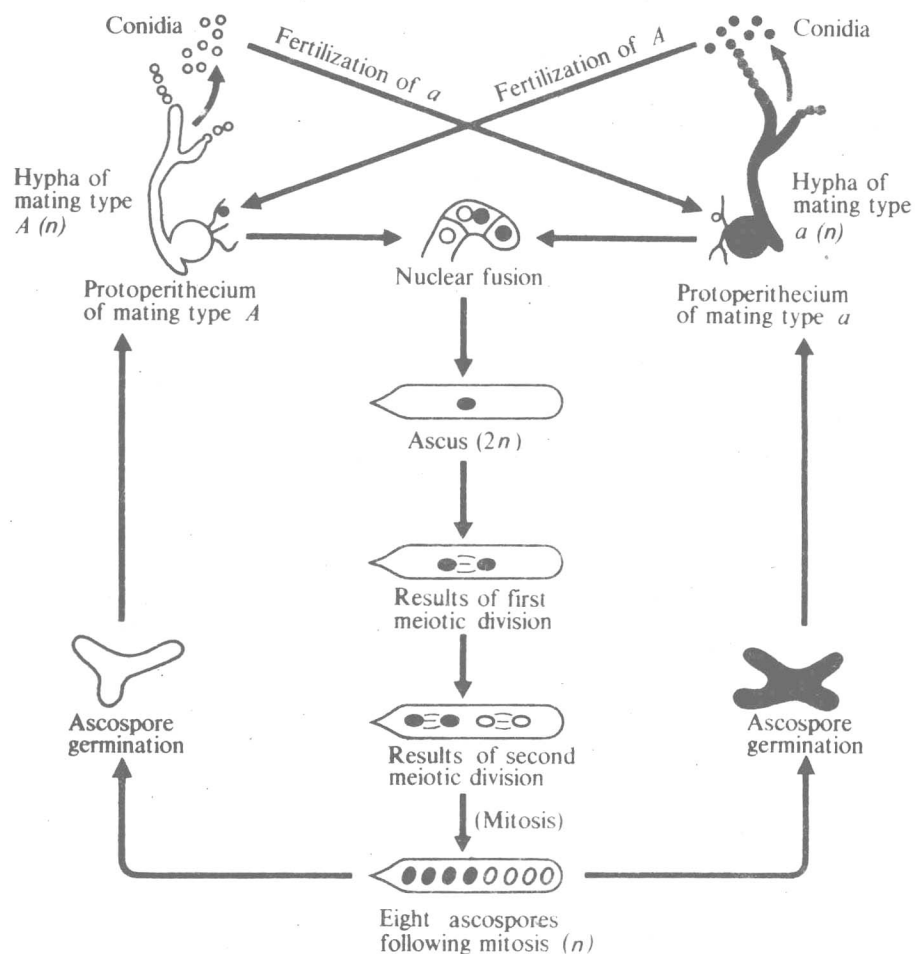 Conidia
Fertilization of a
Fertilization of A
Conidia
Hypha of
mating type
A (n)
Hypha of
mating type
a (n)
Nuclear fusion
Protoperithecium
of mating type A
Protoperithecium
of mating type a
Ascus (2n)
Results of first
meiotic division
Ascospore
germination
Ascospore
germination
Results of second
meiotic division
(Mitosis)
Eight ascospores
following mitosis (n)